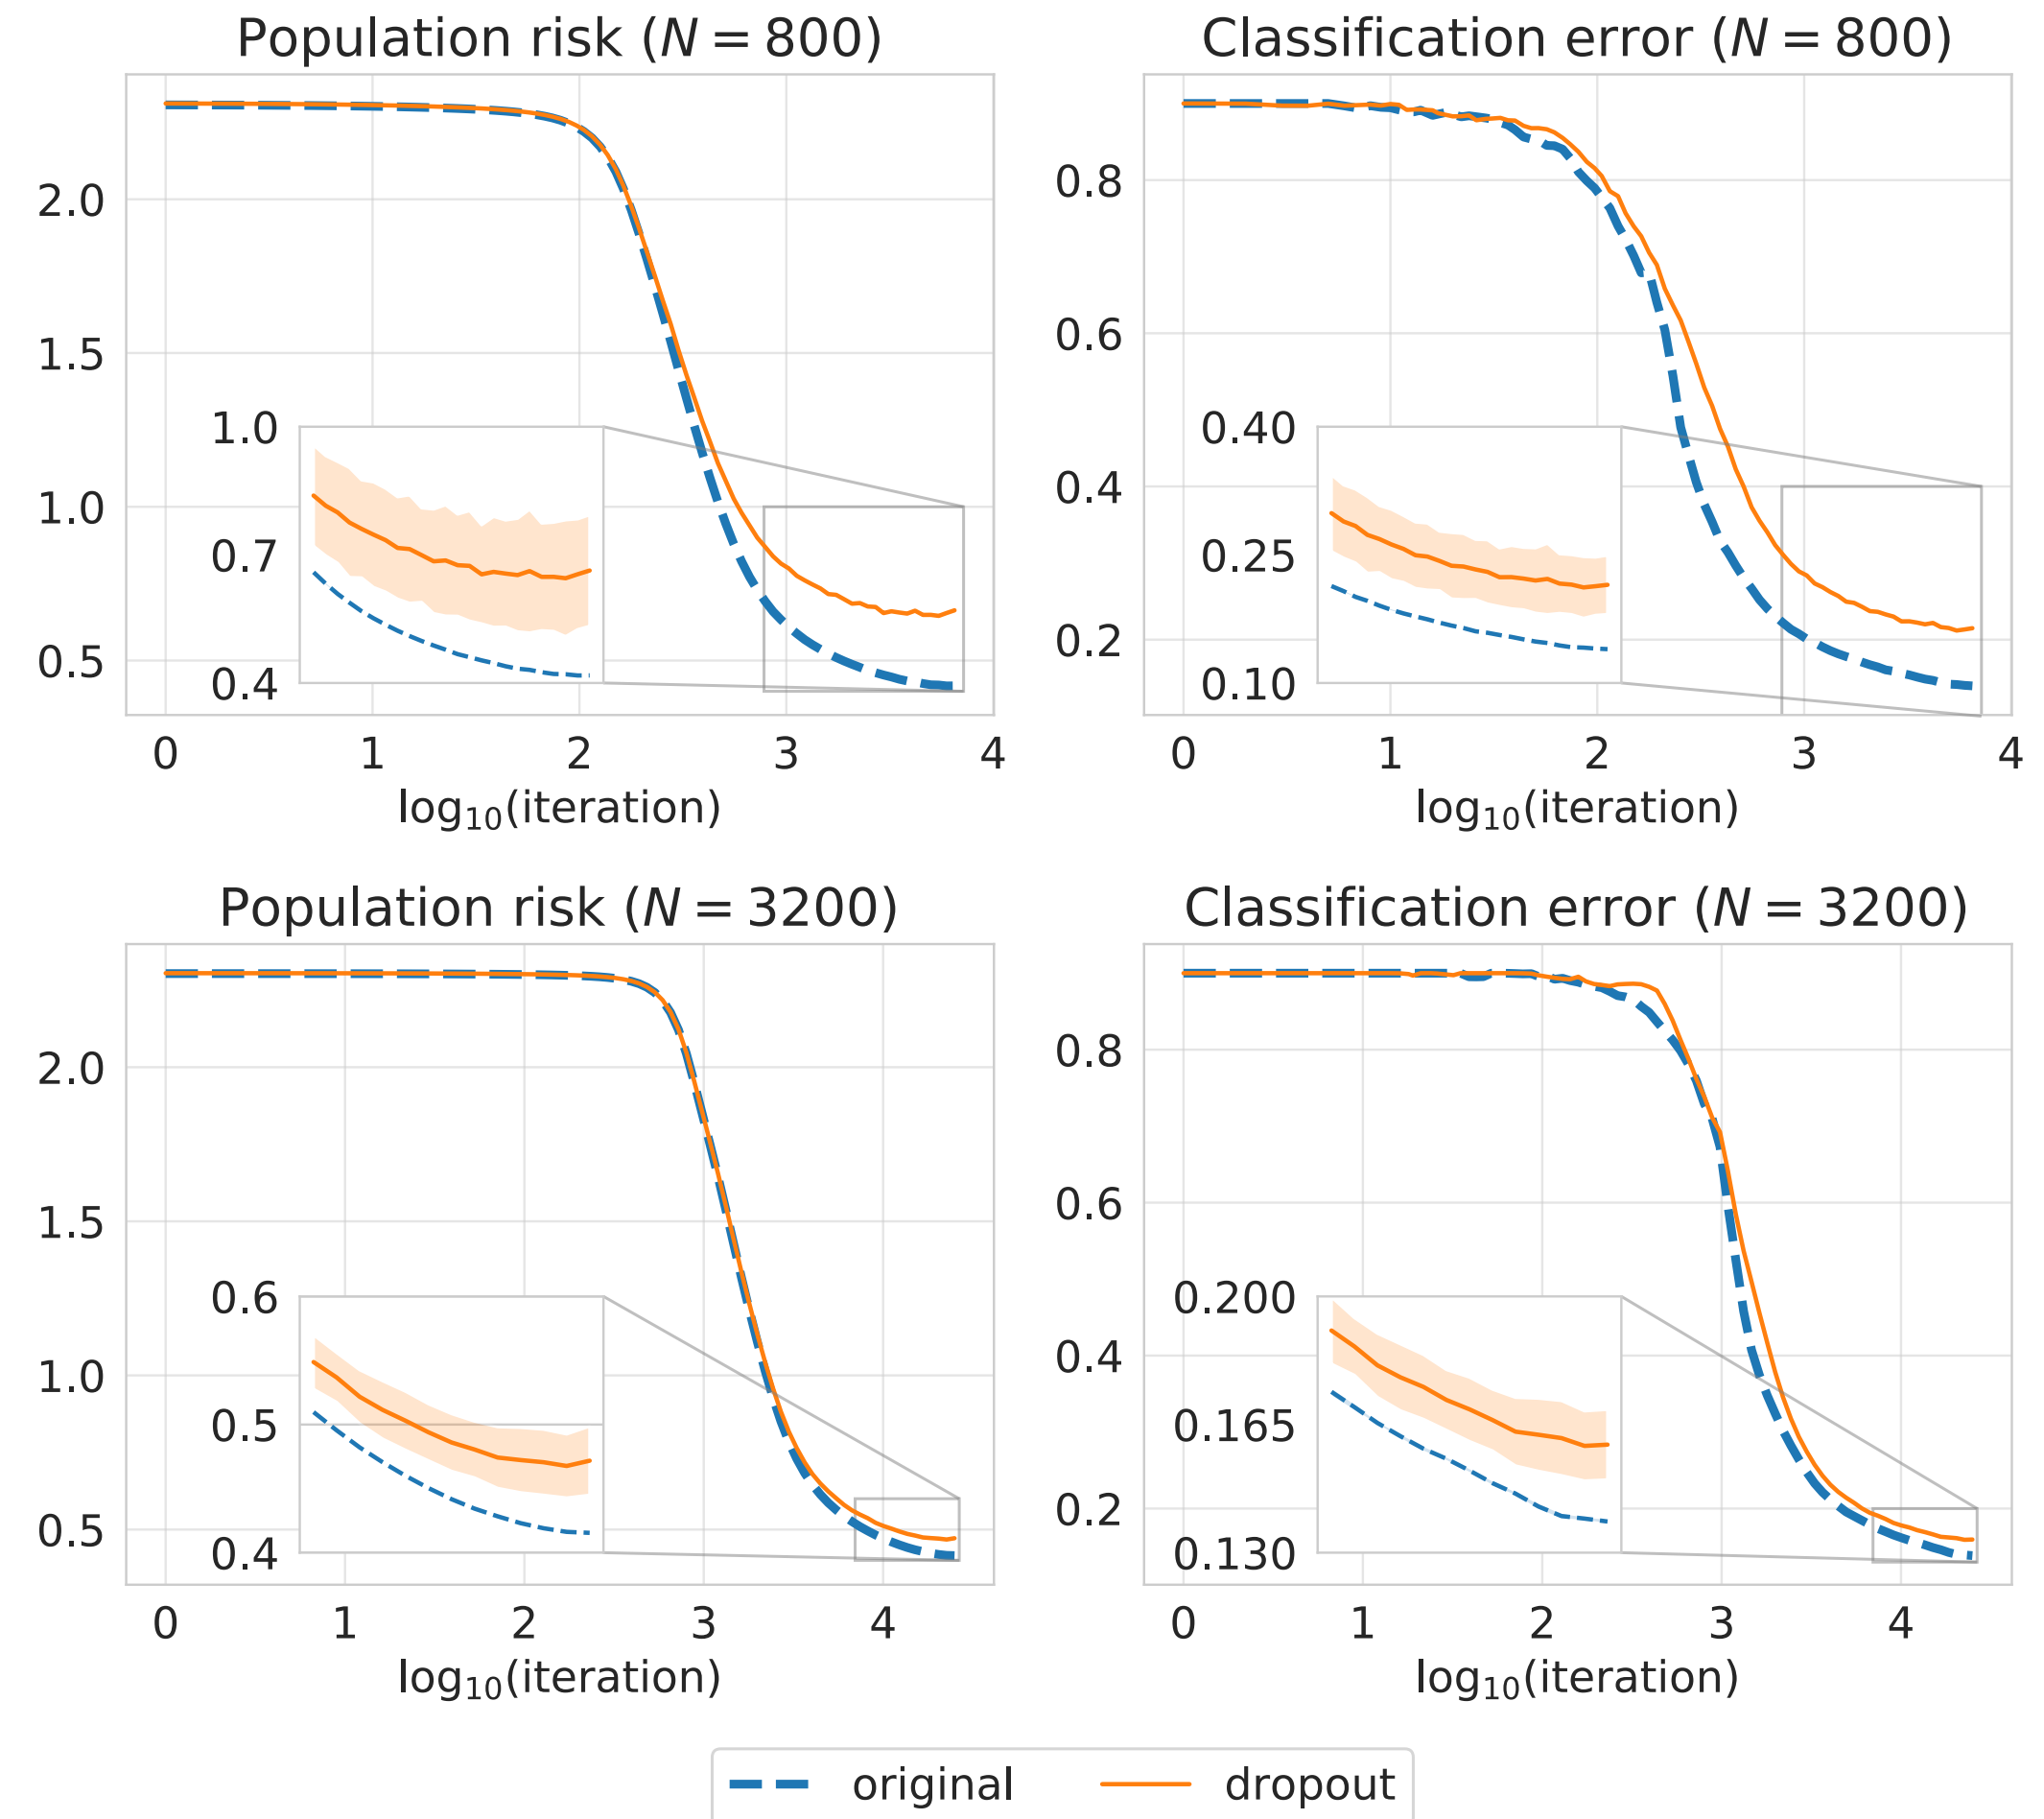 Population risk (N = 800)
2.0
1.5
1.0
0.5
1.0
0.7
0.4
0 1 2 3 4
log₁₀(iteration)
Classification error (N = 800)
0.8
0.6
0.4
0.2
0.40
0.25
0.10
0 1 2 3 4
log₁₀(iteration)
Population risk (N = 3200)
2.0
1.5
1.0
0.5
0.6
0.5
0.4
0 1 2 3 4
log₁₀(iteration)
Classification error (N = 3200)
0.8
0.6
0.4
0.2
0.200
0.165
0.130
0 1 2 3 4
log₁₀(iteration)
original dropout